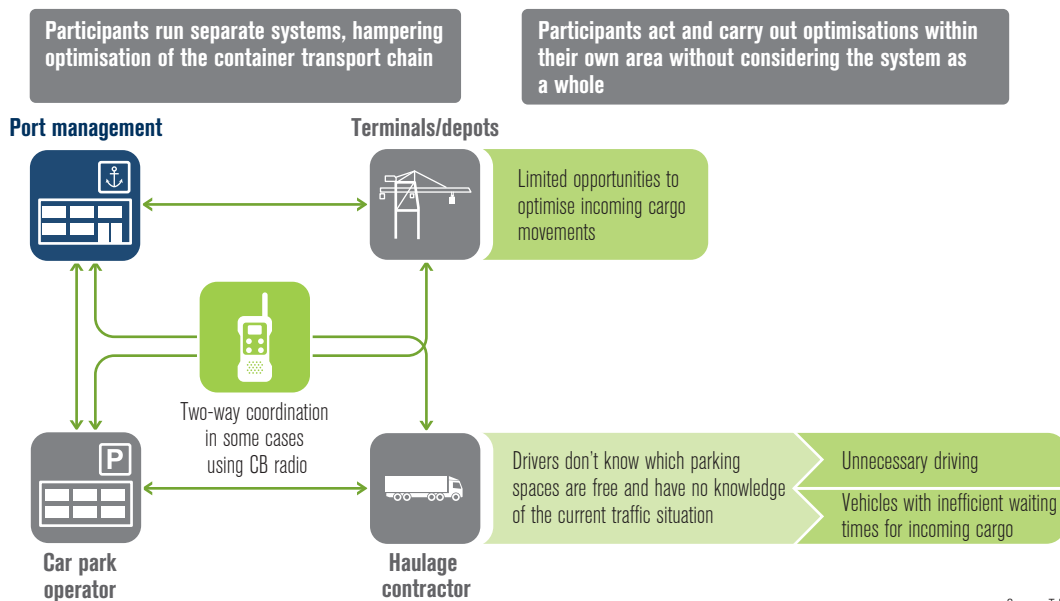 Participants run separate systems, hampering
optimisation of the container transport chain
Participants act and carry out optimisations within
their own area without considering the system as
a whole
Port management
Terminals/depots
Limited opportunities to
optimise incoming cargo
movements
Two-way coordination
in some cases
using CB radio
P
Drivers don't know which parking
spaces are free and have no knowledge
of the current traffic situation
Unnecessary driving
Vehicles with inefficient waiting
times for incoming cargo
Car park
operator
Haulage
contractor